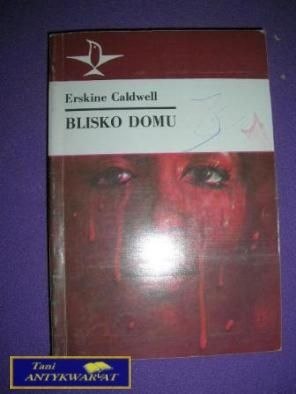 Erskine Caldwell
BLISKO DOMU
Tani
ANTYKWARIAT